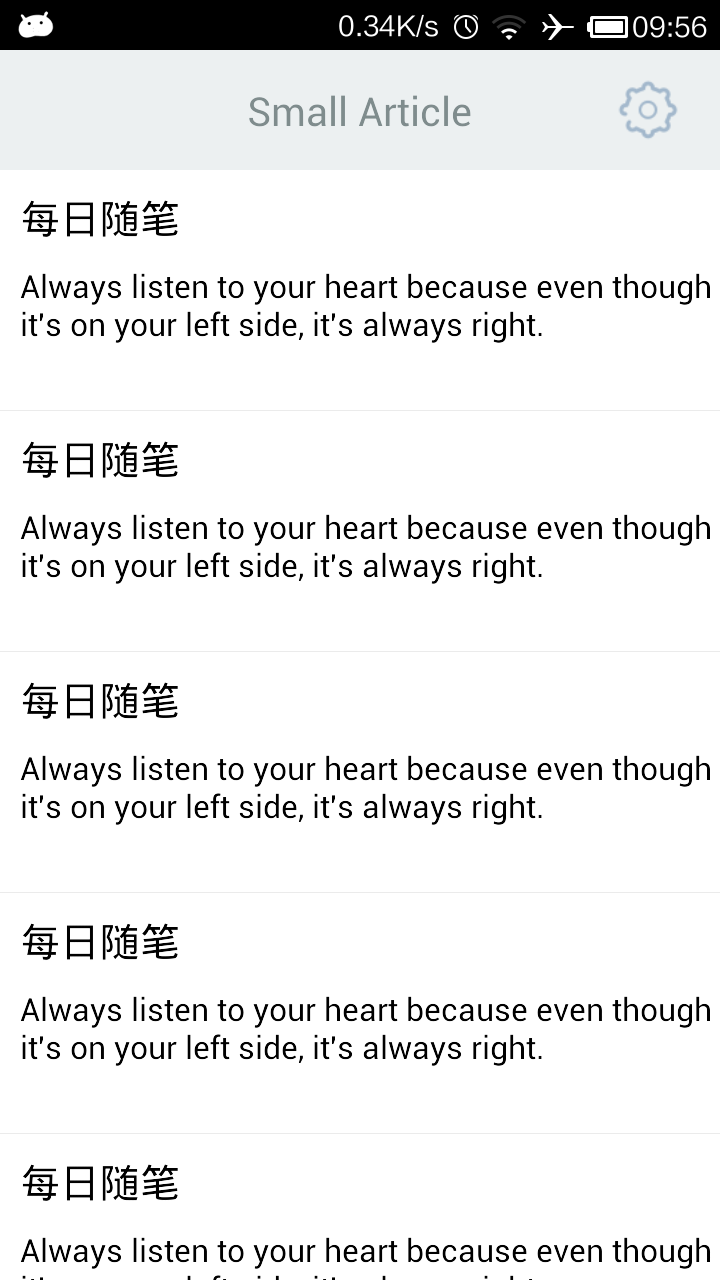 0.34K/s 09:56
Small Article
每日随笔
Always listen to your heart because even though
it's on your left side, it's always right.
每日随笔
Always listen to your heart because even though
it's on your left side, it's always right.
每日随笔
Always listen to your heart because even though
it's on your left side, it's always right.
每日随笔
Always listen to your heart because even though
it's on your left side, it's always right.
每日随笔
Always listen to your heart because even though